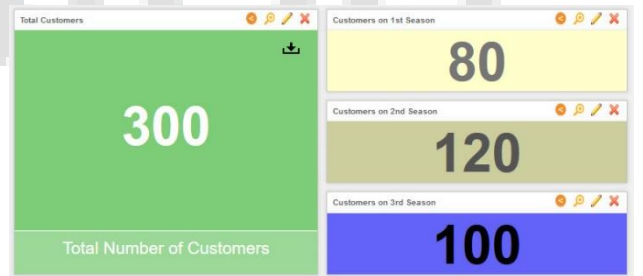 Total Customers
300
Total Number of Customers
Customers on 1st Season
80
Customers on 2nd Season
120
Customers on 3rd Season
100